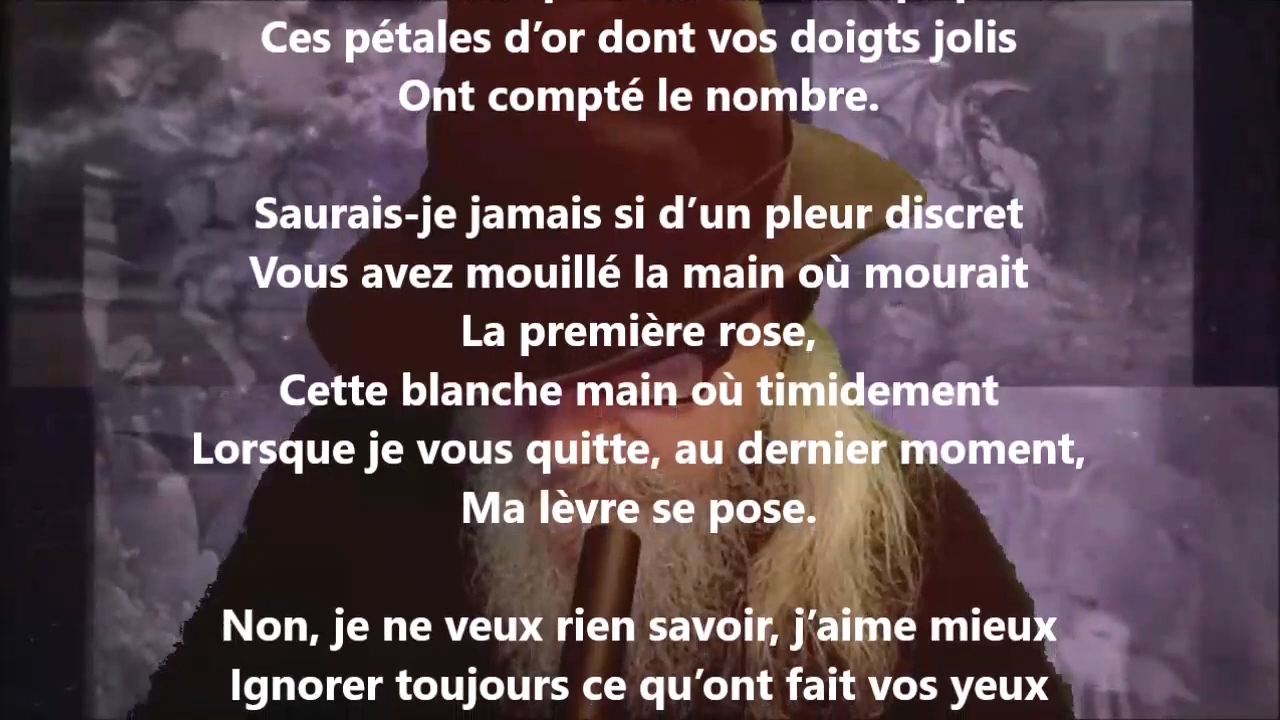 Ces pétales d’or dont vos doigts jolis
Ont compté le nombre.
Saurais-je jamais si d’un pleur discret
Vous avez mouillé la main où mourait
La première rose,
Cette blanche main où timidement
Lorsque je vous quitte, au dernier moment,
Ma lèvre se pose.
Non, je ne veux rien savoir, j’aime mieux
Ignorer toujours ce qu’ont fait vos yeux